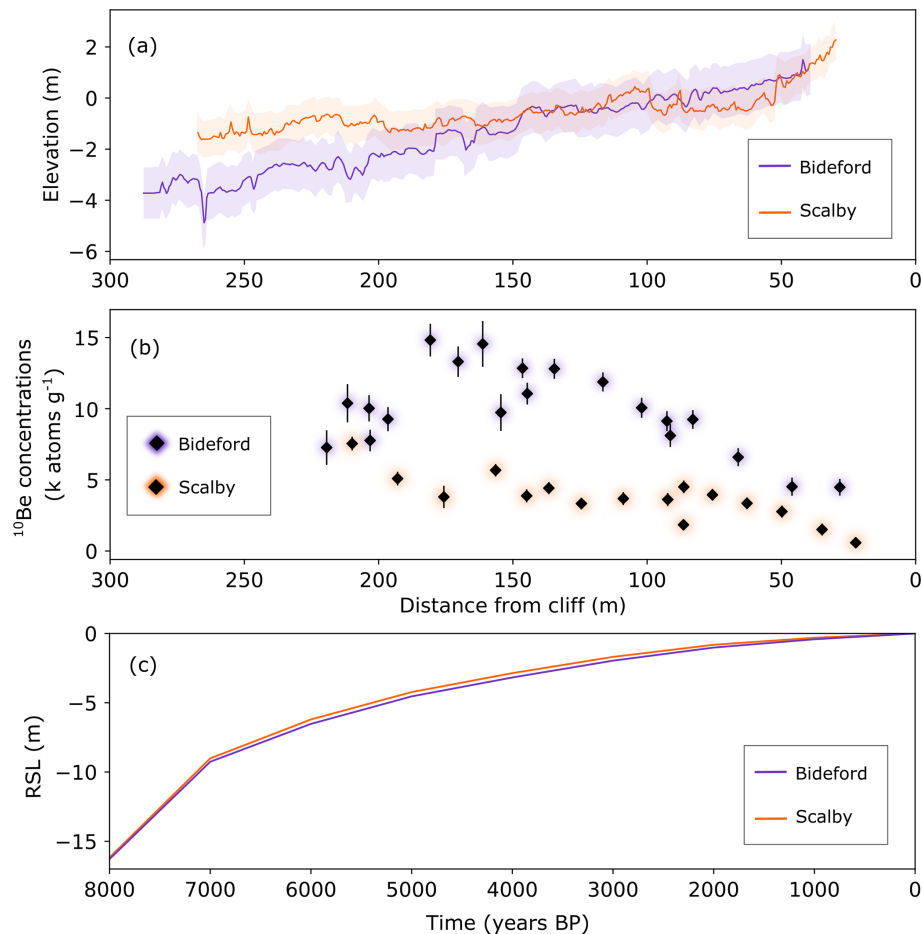 (a)
Elevation (m)
2
0
−2
−4
−6
Bideford
Scalby
300 250 200 150 100 50 0
(b)
¹⁰Be concentrations
(k atoms g⁻¹)
15
10
5
0
Bideford
Scalby
300 250 200 150 100 50 0
Distance from cliff (m)
(c)
RSL (m)
0
−5
−10
−15
Bideford
Scalby
8000 7000 6000 5000 4000 3000 2000 1000 0
Time (years BP)